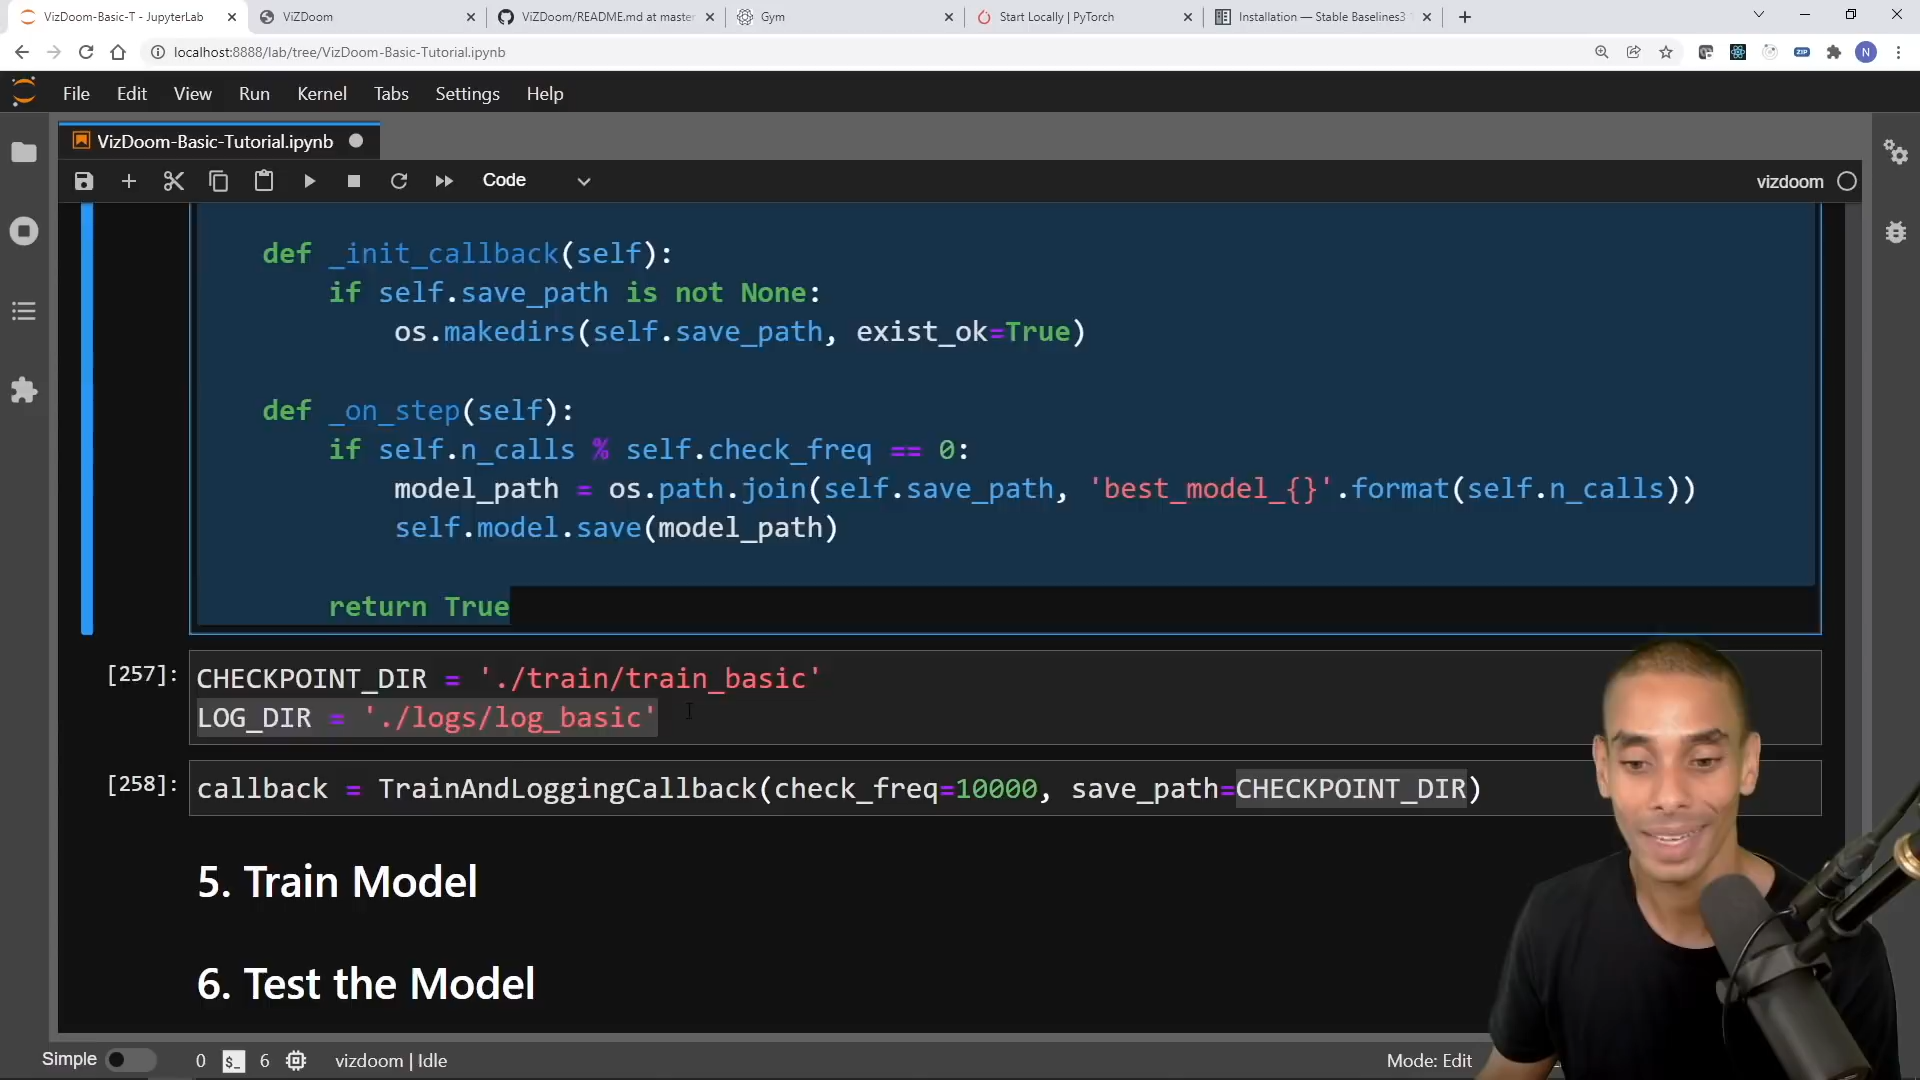 VizDoom-Basic-T - JupyterLab
ViZDoom
ViZDoom/README.md at master
Gym
Start Locally | PyTorch
Installation — Stable Baselines3
localhost:8888/lab/tree/VizDoom-Basic-Tutorial.ipynb
ZIP
N
File Edit View Run Kernel Tabs Settings Help
VizDoom-Basic-Tutorial.ipynb
Code
vizdoom
def _init_callback(self):
if self.save_path is not None:
os.makedirs(self.save_path, exist_ok=True)
def _on_step(self):
if self.n_calls % self.check_freq == 0:
model_path = os.path.join(self.save_path, 'best_model_{}'.format(self.n_calls))
self.model.save(model_path)
return True
[257]: CHECKPOINT_DIR = './train/train_basic'
LOG_DIR = './logs/log_basic'
[258]: callback = TrainAndLoggingCallback(check_freq=10000, save_path=CHECKPOINT_DIR)
5. Train Model
6. Test the Model
Simple 0 $_ 6 vizdoom | Idle Mode: Edit